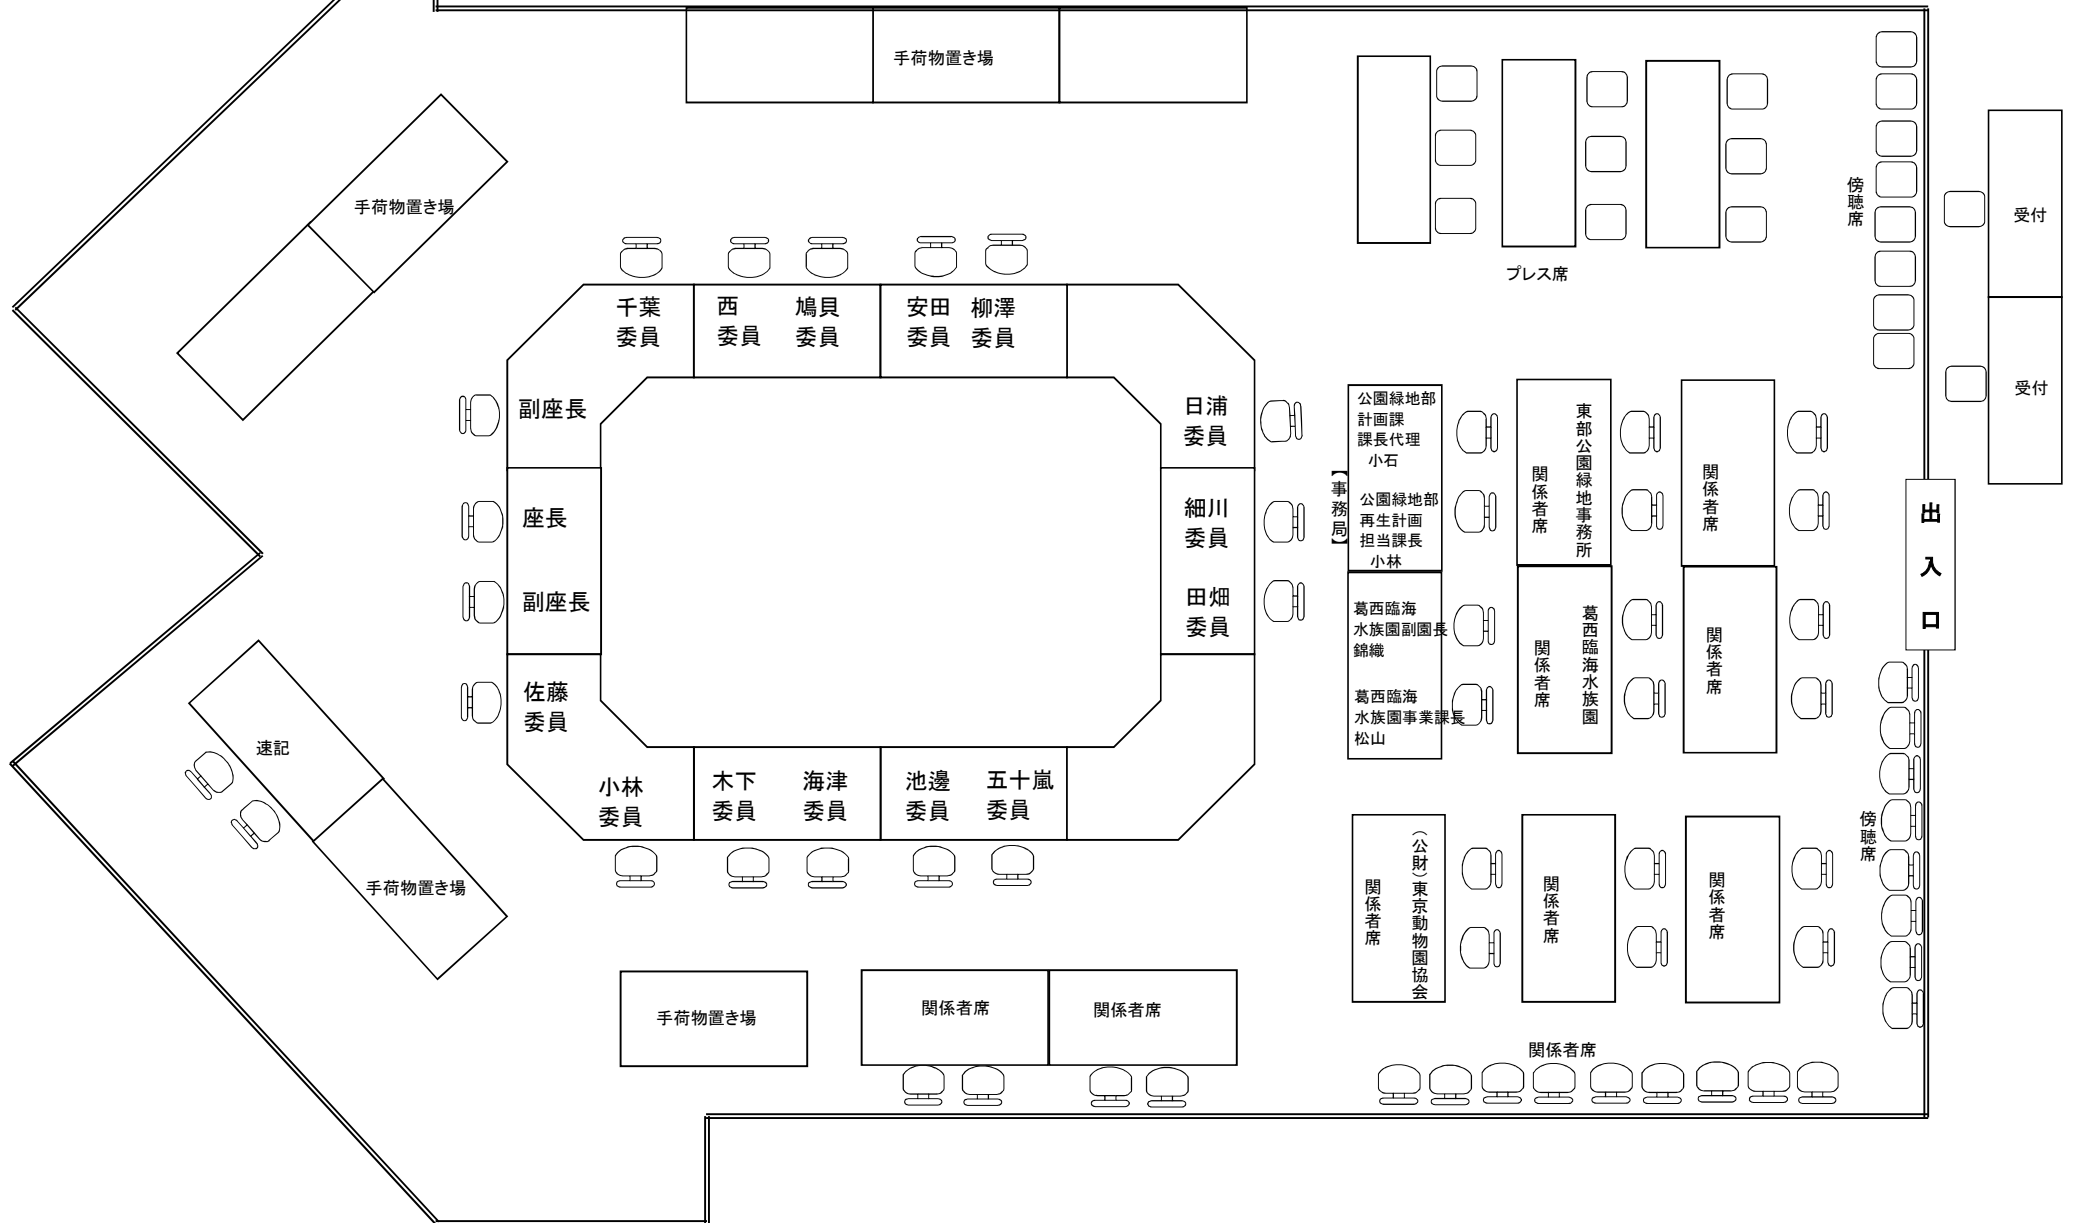 手荷物置き場
手荷物置き場
プレス席
傍聴席
受付
受付
千葉
委員
西
委員
鳩貝
委員
安田
委員
柳澤
委員
副座長
座長
副座長
佐藤
委員
日浦
委員
細川
委員
田畑
委員
小林
委員
木下
委員
海津
委員
池邊
委員
五十嵐
委員
【事務局】
公園緑地部
計画課
課長代理
小石
公園緑地部
再生計画
担当課長
小林
葛西臨海
水族園副園長
錦織
葛西臨海
水族園事業課長
松山
東部公園緑地事務所
関係者席
関係者席
葛西臨海水族園
関係者席
関係者席
出入口
速記
手荷物置き場
(公財)東京動物園協会
関係者席
関係者席
関係者席
傍聴席
手荷物置き場
関係者席
関係者席
関係者席